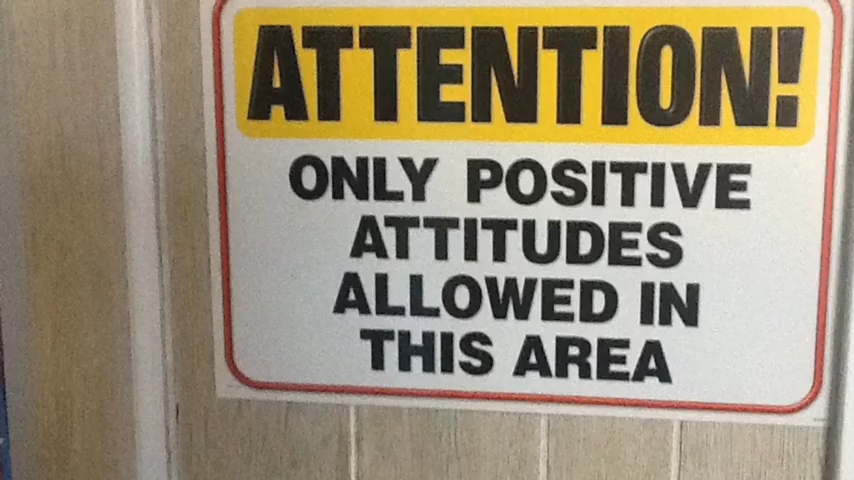 ATTENTION!
ONLY POSITIVE
ATTITUDES
ALLOWED IN
THIS AREA